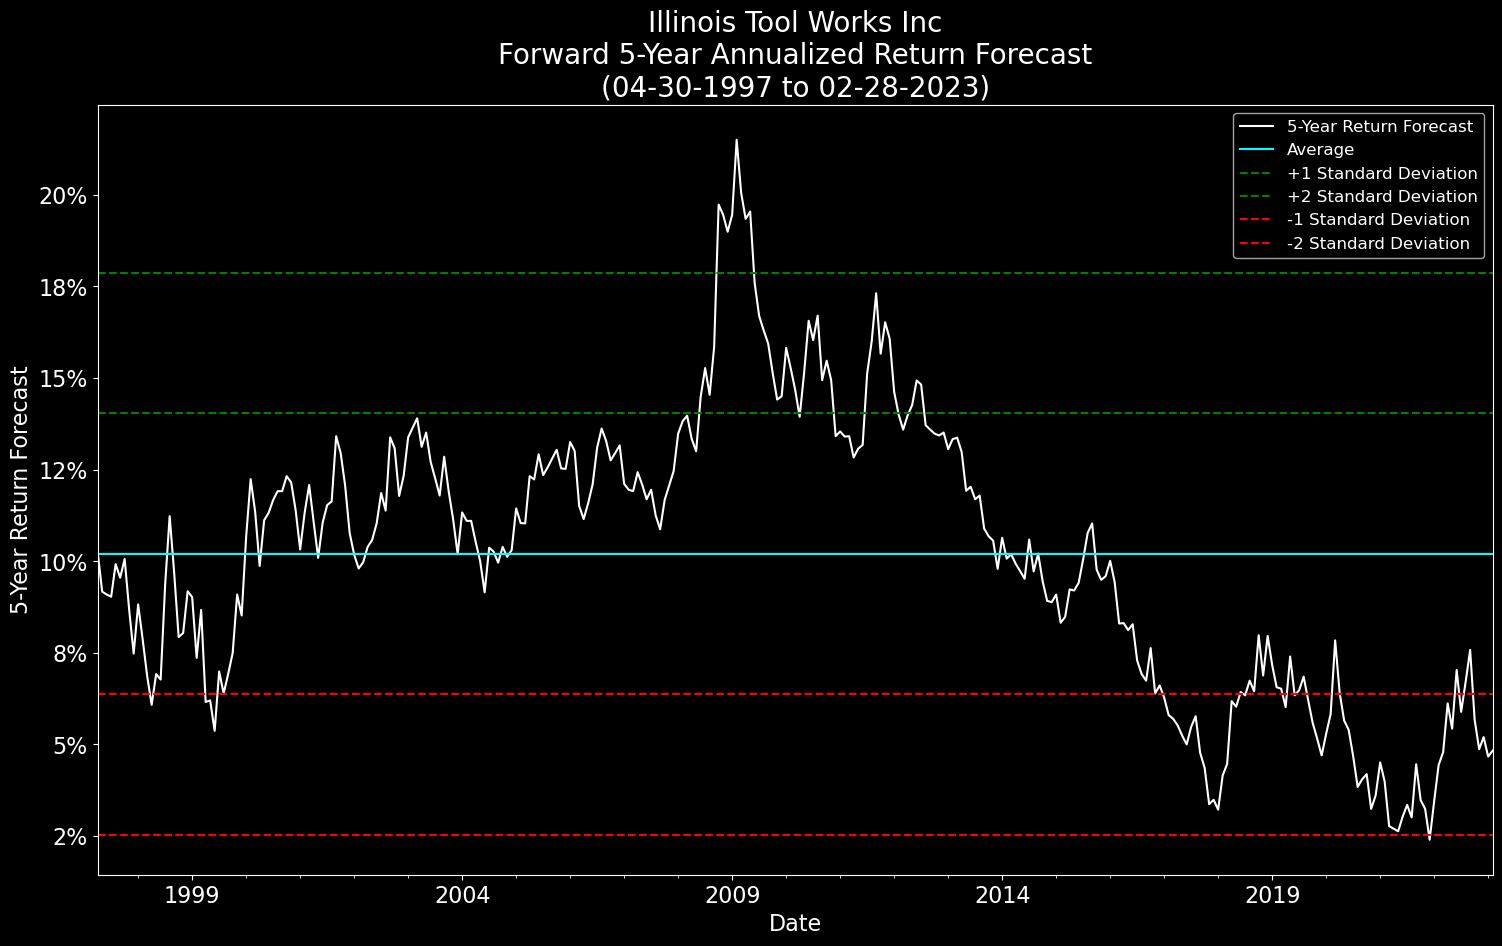 Illinois Tool Works Inc
Forward 5-Year Annualized Return Forecast
(04-30-1997 to 02-28-2023)
5-Year Return Forecast
Average
+1 Standard Deviation
+2 Standard Deviation
-1 Standard Deviation
-2 Standard Deviation
20%
18%
15%
12%
10%
8%
5%
2%
5-Year Return Forecast
1999
2004
2009
2014
2019
Date